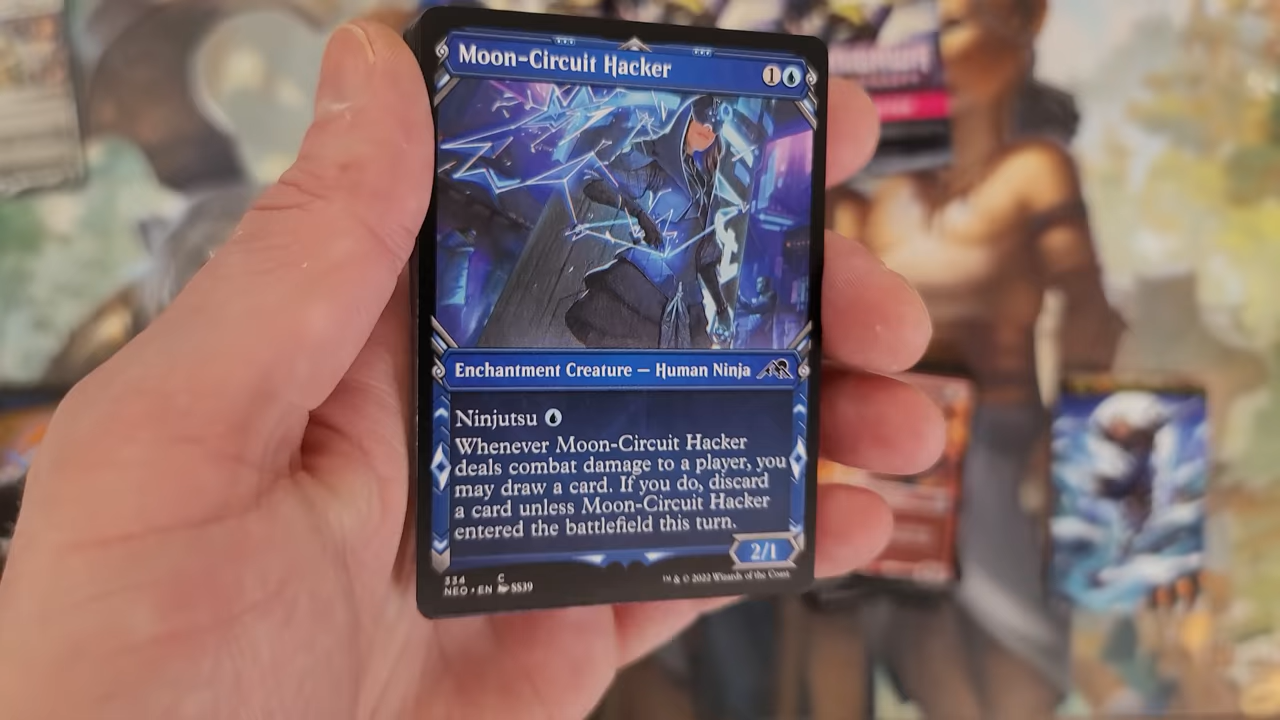 Moon-Circuit Hacker
1
Enchantment Creature — Human Ninja
Ninjutsu
Whenever Moon-Circuit Hacker
deals combat damage to a player, you
may draw a card. If you do, discard
a card unless Moon-Circuit Hacker
entered the battlefield this turn.
2/1
334 C
NEO • EN SS39
™ & © 2022 Wizards of the Coast